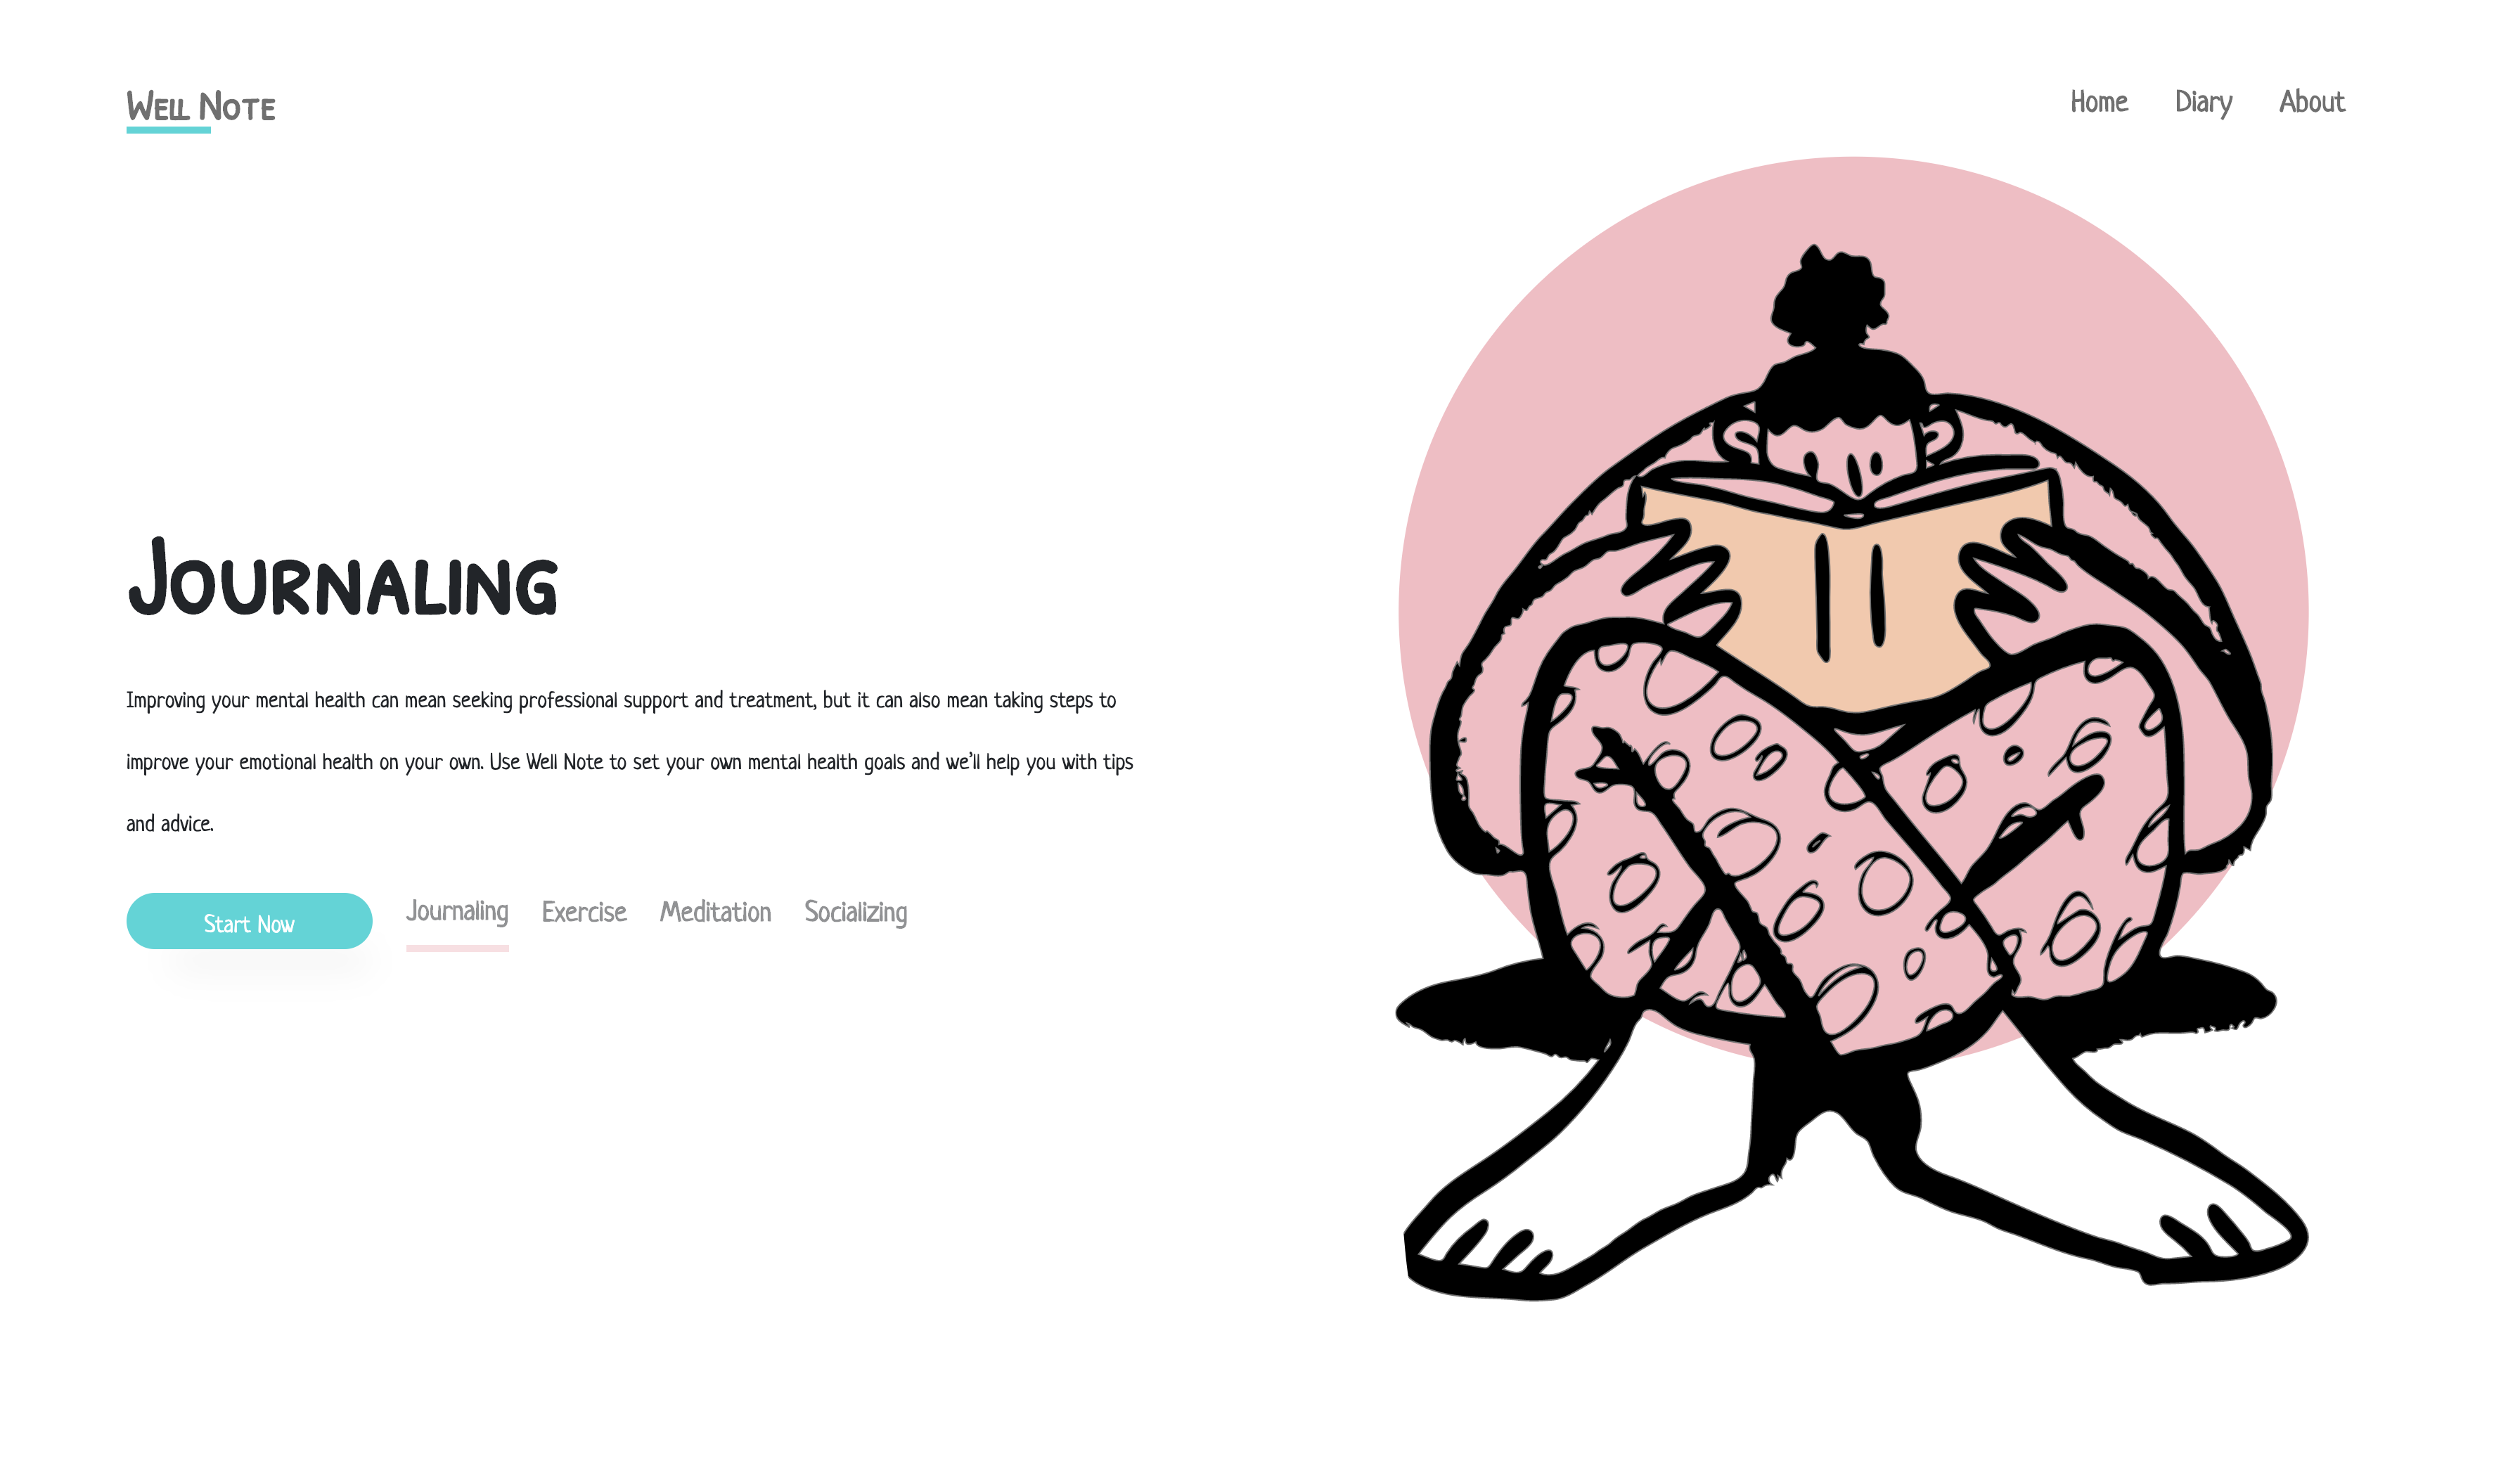 Well Note
Home Diary About
Journaling
Improving your mental health can mean seeking professional support and treatment, but it can also mean taking steps to
improve your emotional health on your own. Use Well Note to set your own mental health goals and we'll help you with tips
and advice.
Start Now Journaling Exercise Meditation Socializing